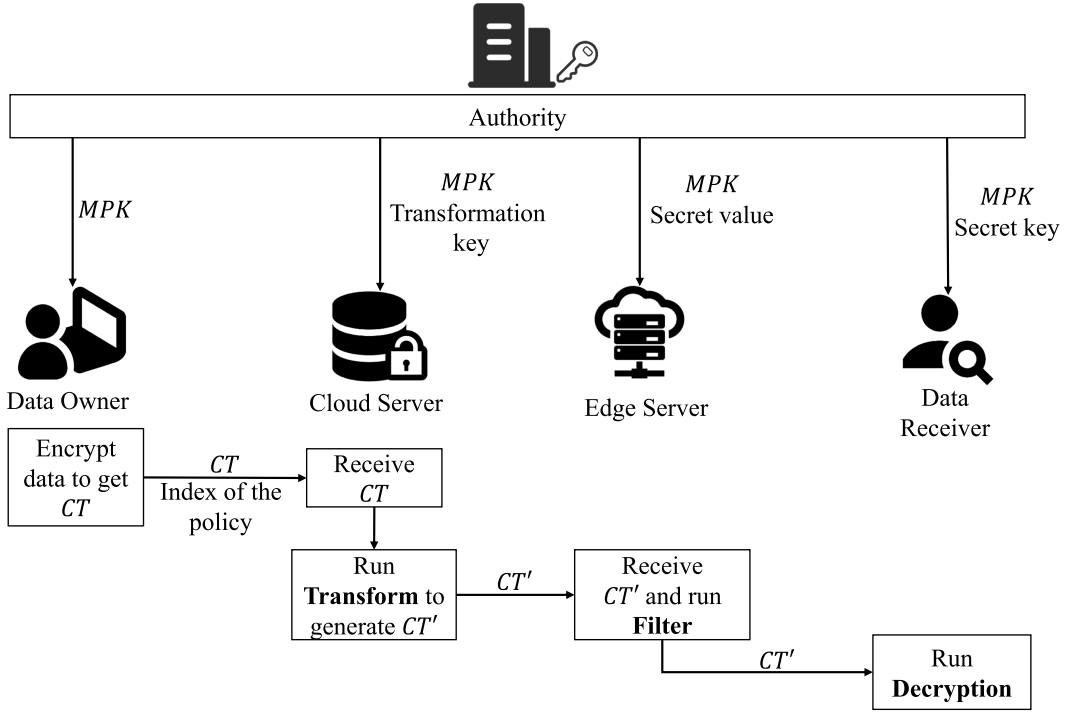 Authority
MPK
MPK
Transformation
key
MPK
Secret value
MPK
Secret key
Data Owner
Cloud Server
Edge Server
Data
Receiver
Encrypt
data to get
CT
CT
Index of the
policy
Receive
CT
Run
Transform to
generate CT′
CT′
Receive
CT′ and run
Filter
CT′
Run
Decryption